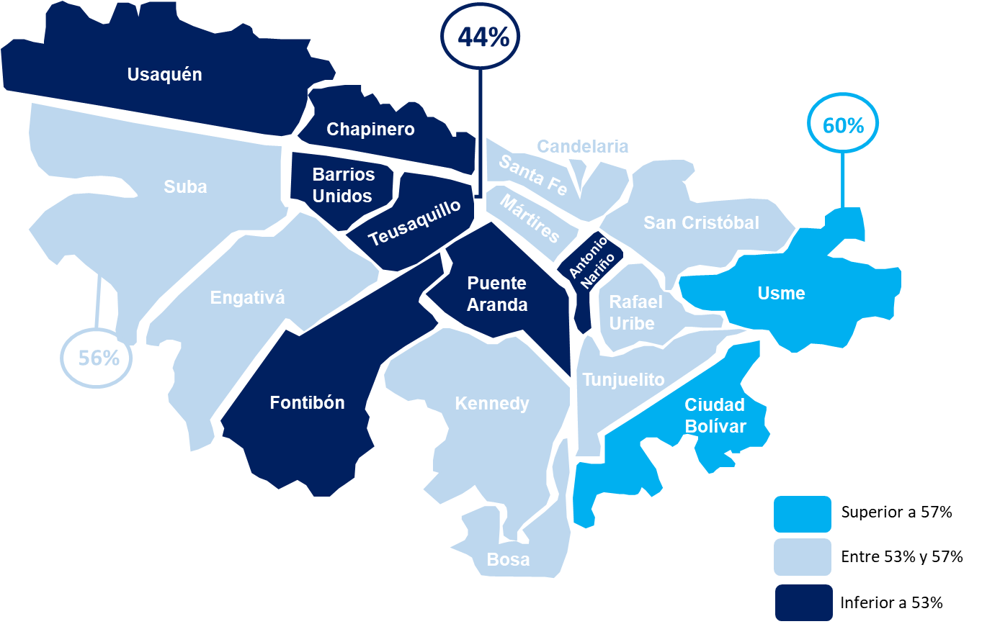 44%
Usaquén
60%
Chapinero
Candelaria
Santa Fe
Barrios
Unidos
Suba
Teusaquillo
Mártires
San Cristóbal
Antonio
Nariño
Puente
Aranda
Usme
Engativá
Rafael
Uribe
56%
Tunjuelito
Fontibón
Kennedy
Ciudad
Bolívar
Superior a 57%
Entre 53% y 57%
Bosa
Inferior a 53%